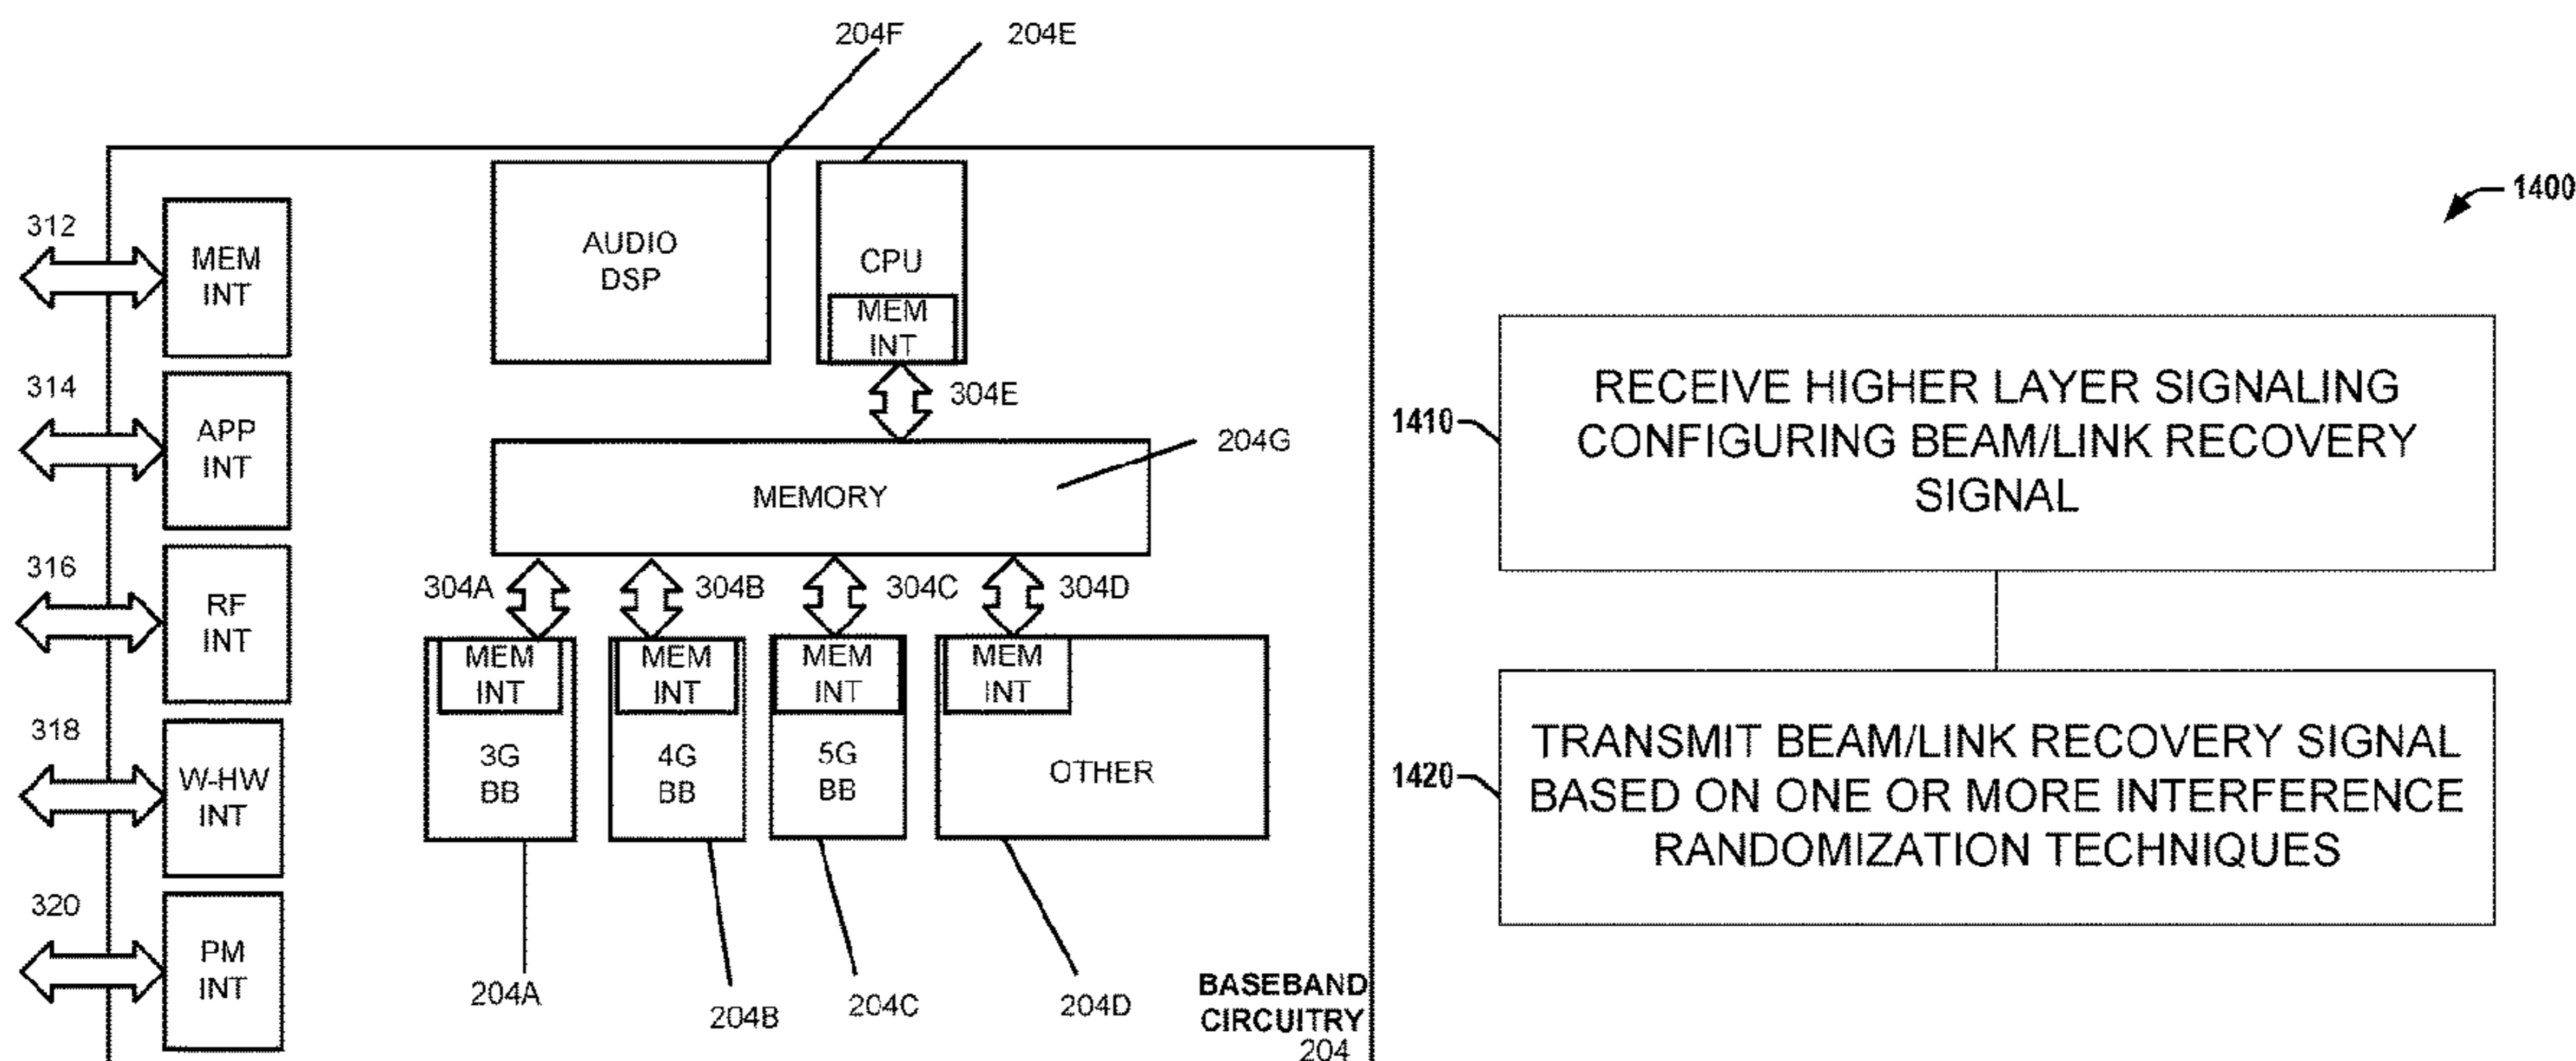 204F
204E
312
MEM
INT
314
APP
INT
316
RF
INT
318
W-HW
INT
320
PM
INT
AUDIO
DSP
CPU
MEM
INT
304E
204G
MEMORY
304A
304B
304C
304D
MEM
INT
3G
BB
MEM
INT
4G
BB
MEM
INT
5G
BB
MEM
INT
OTHER
204A
204B
204C
204D
BASEBAND
CIRCUITRY
204
1400
1410
RECEIVE HIGHER LAYER SIGNALING
CONFIGURING BEAM/LINK RECOVERY
SIGNAL
1420
TRANSMIT BEAM/LINK RECOVERY SIGNAL
BASED ON ONE OR MORE INTERFERENCE
RANDOMIZATION TECHNIQUES